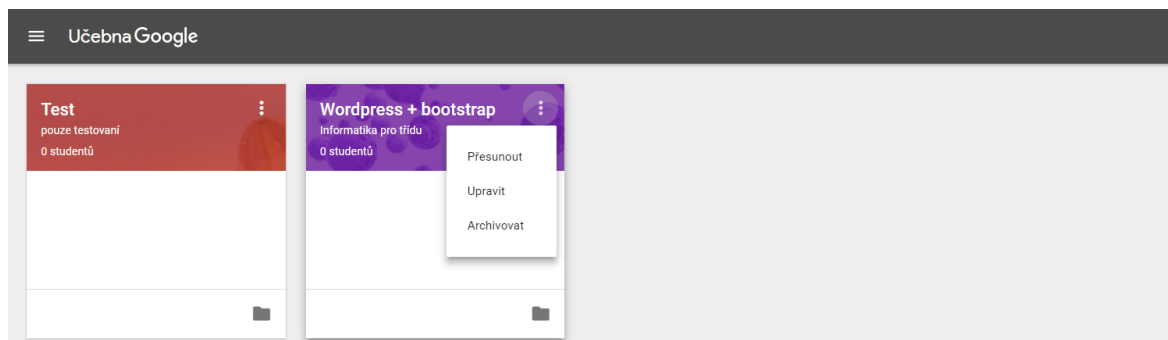 Učebna Google
Test
pouze testovaní
0 studentů
Wordpress + bootstrap
Informatika pro třídu
0 studentů
Přesunout
Upravit
Archivovat